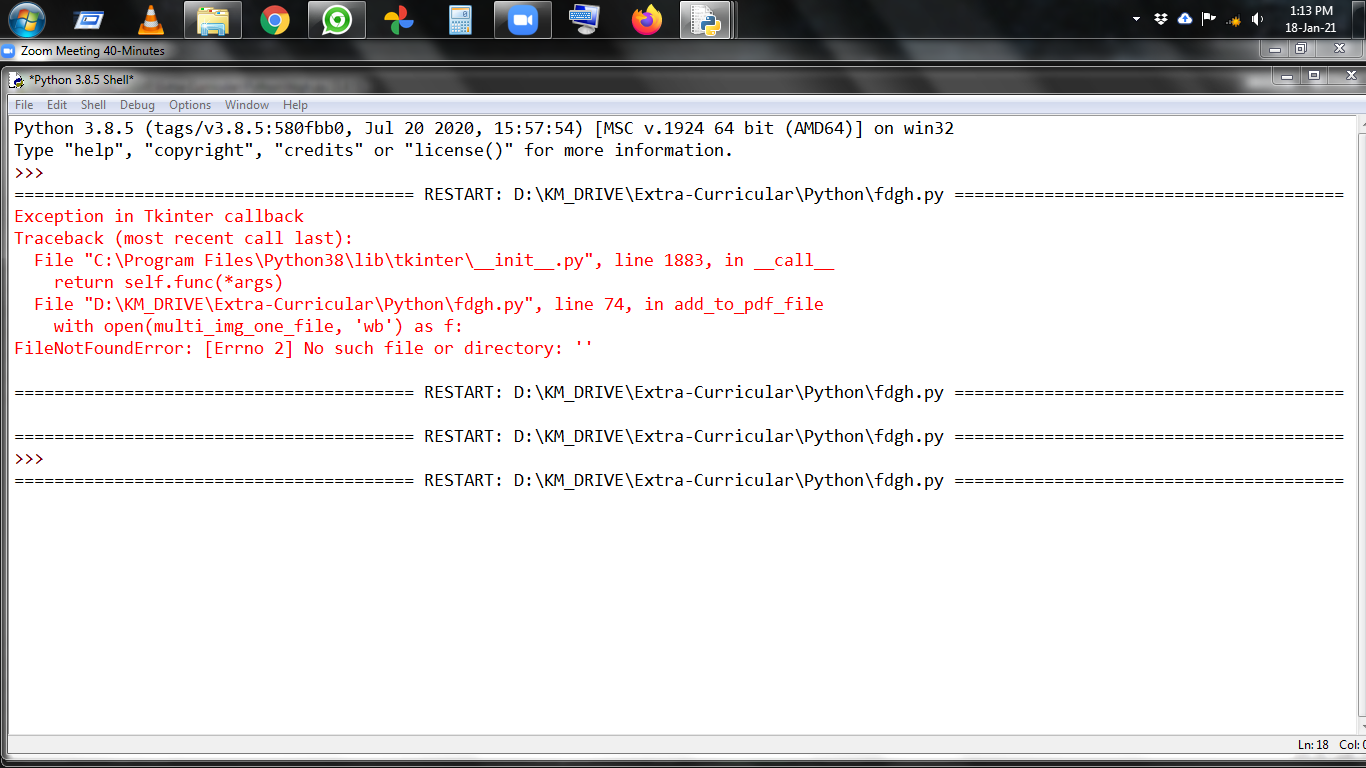 1:13 PM
18-Jan-21
Zoom Meeting 40-Minutes
*Python 3.8.5 Shell*
File Edit Shell Debug Options Window Help
Python 3.8.5 (tags/v3.8.5:580fbb0, Jul 20 2020, 15:57:54) [MSC v.1924 64 bit (AMD64)] on win32
Type "help", "copyright", "credits" or "license()" for more information.
>>>
======================================== RESTART: D:\KM_DRIVE\Extra-Curricular\Python\fdgh.py =======================================
Exception in Tkinter callback
Traceback (most recent call last):
  File "C:\Program Files\Python38\lib\tkinter\__init__.py", line 1883, in __call__
    return self.func(*args)
  File "D:\KM_DRIVE\Extra-Curricular\Python\fdgh.py", line 74, in add_to_pdf_file
    with open(multi_img_one_file, 'wb') as f:
FileNotFoundError: [Errno 2] No such file or directory: ''
======================================== RESTART: D:\KM_DRIVE\Extra-Curricular\Python\fdgh.py =======================================
======================================== RESTART: D:\KM_DRIVE\Extra-Curricular\Python\fdgh.py =======================================
>>>
======================================== RESTART: D:\KM_DRIVE\Extra-Curricular\Python\fdgh.py =======================================
Ln: 18 Col: